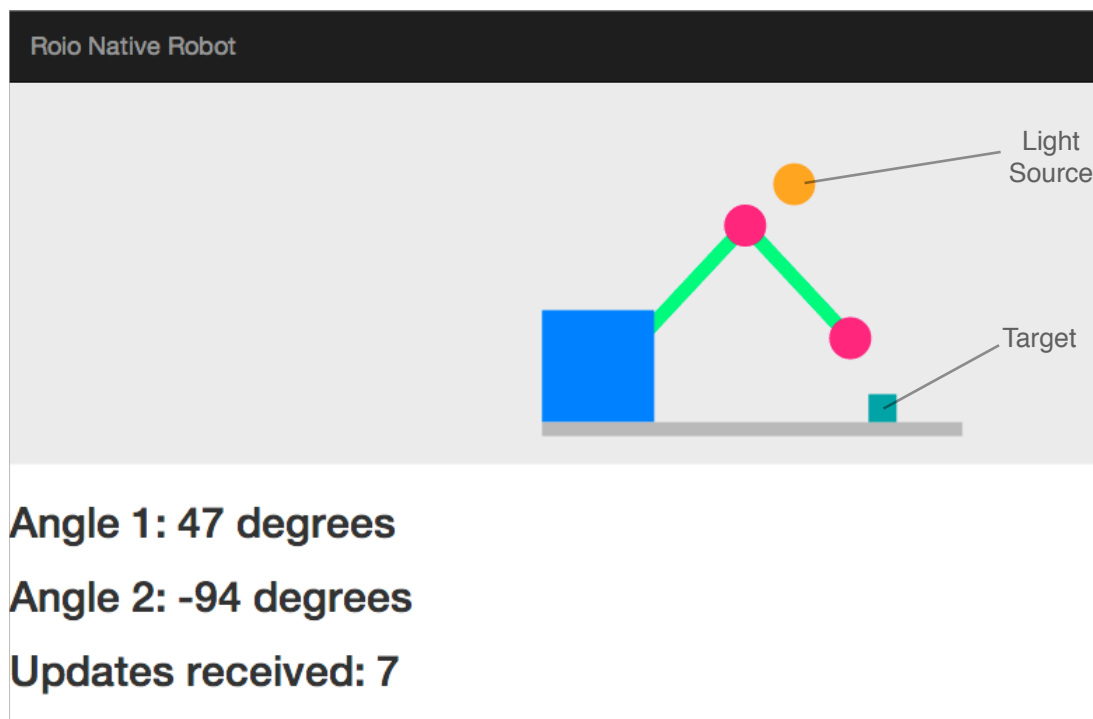 Roio Native Robot
Light
Source
Target
Angle 1: 47 degrees
Angle 2: -94 degrees
Updates received: 7